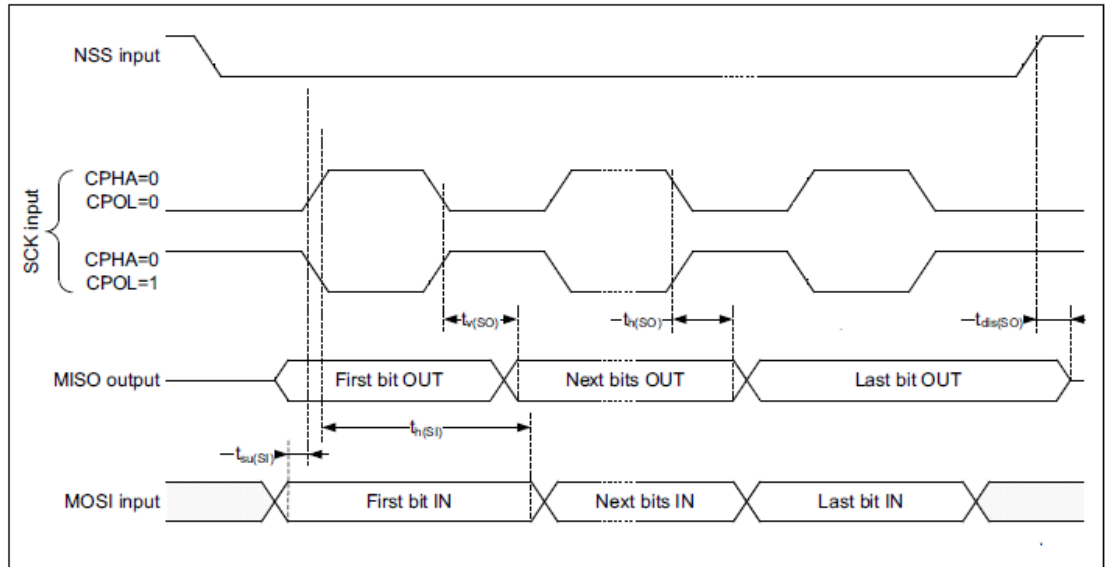 NSS input
SCK input
CPHA=0
CPOL=0
CPHA=0
CPOL=1
tv(SO)
th(SO)
tdis(SO)
MISO output
First bit OUT
Next bits OUT
Last bit OUT
th(SI)
tsu(SI)
MOSI input
First bit IN
Next bits IN
Last bit IN